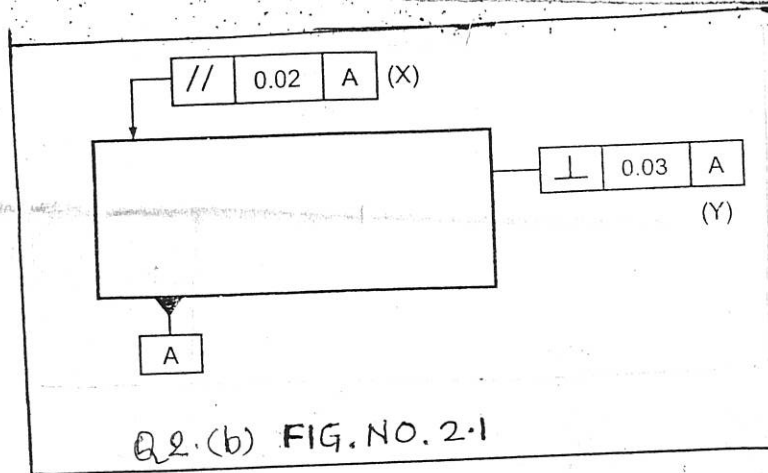 // 0.02 A (X)
⊥ 0.03 A
(Y)
A
Q2.(b) FIG. NO. 2.1